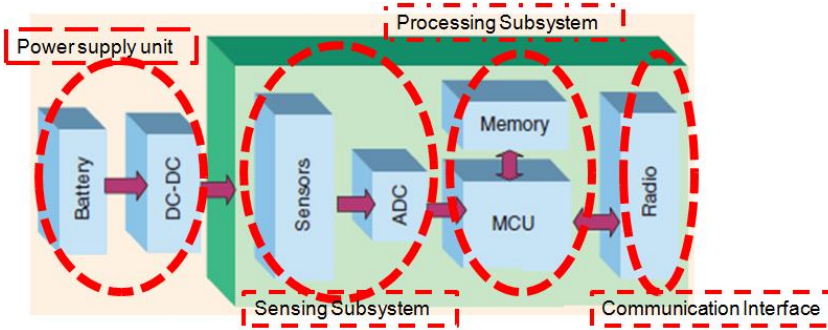 Processing Subsystem
Power supply unit
Battery
DC-DC
Sensors
ADC
Memory
MCU
Radio
Sensing Subsystem
Communication Interface